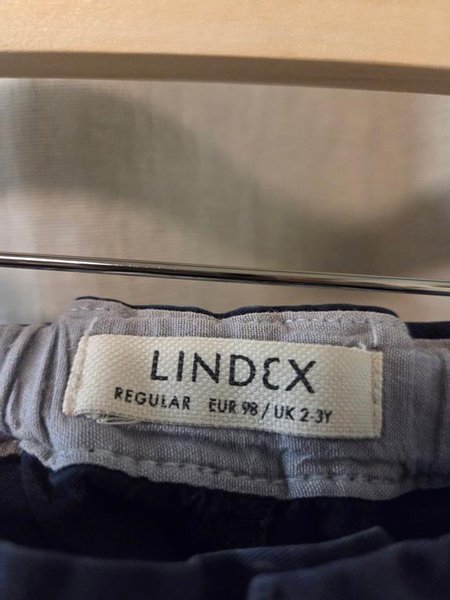 LINDEX
REGULAR EUR 98 / UK 2-3Y